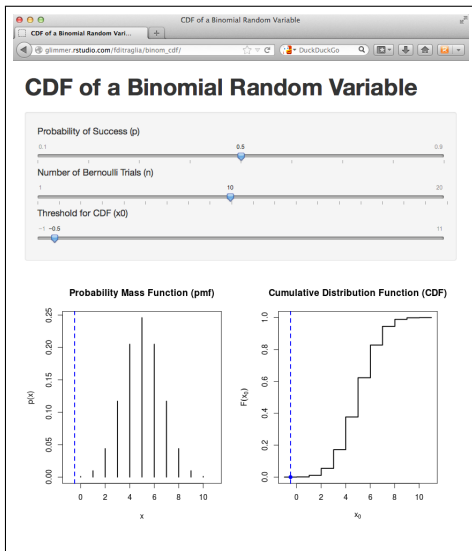 CDF of a Binomial Random Variable
CDF of a Binomial Random Vari...
glimmer.rstudio.com/fditraglia/binom_cdf/
DuckDuckGo
CDF of a Binomial Random Variable
Probability of Success (p)
0.1 0.5 0.9
Number of Bernoulli Trials (n)
1 10 20
Threshold for CDF (x0)
−1 −0.5 11
Probability Mass Function (pmf)
0.25
0.20
0.15
0.10
0.05
0.00
p(x)
0 2 4 6 8 10
x
Cumulative Distribution Function (CDF)
1.0
0.8
0.6
0.4
0.2
0.0
F(x₀)
0 2 4 6 8 10
x₀